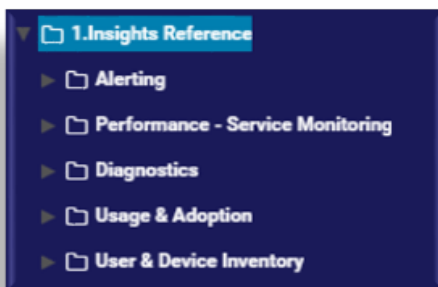 1.Insights Reference
Alerting
Performance - Service Monitoring
Diagnostics
Usage & Adoption
User & Device Inventory